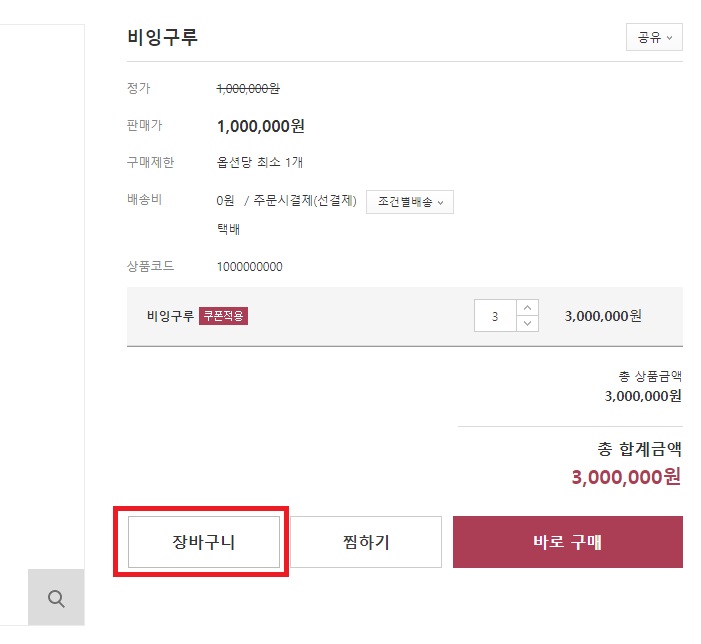 비잉구루
공유
정가 1,000,000원
판매가 1,000,000원
구매제한 옵션당 최소 1개
배송비 0원 / 주문시결제(선결제) 조건별배송
택배
상품코드 1000000000
비잉구루 쿠폰적용 3 3,000,000원
총 상품금액
3,000,000원
총 합계금액
3,000,000원
장바구니 찜하기 바로 구매